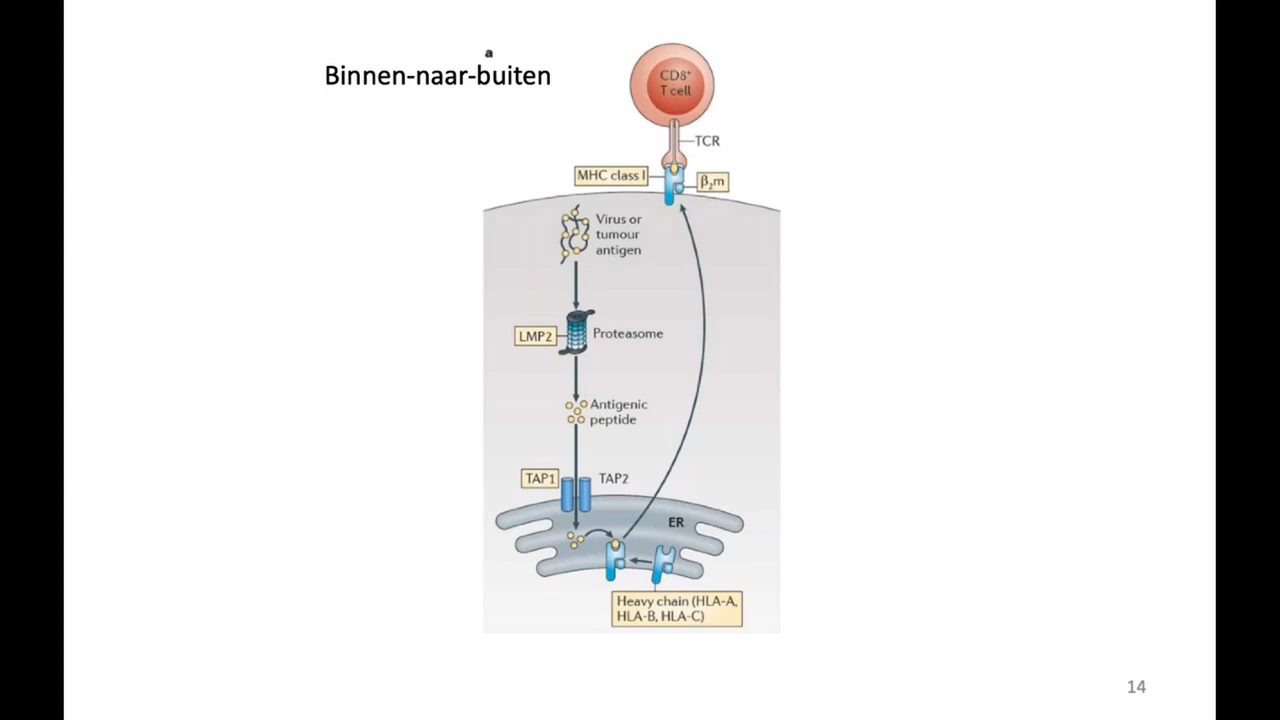 a
Binnen-naar-buiten
CD8⁺
T cell
TCR
MHC class I
β₂m
Virus or
tumour
antigen
LMP2
Proteasome
Antigenic
peptide
TAP1
TAP2
ER
Heavy chain (HLA-A,
HLA-B, HLA-C)
14